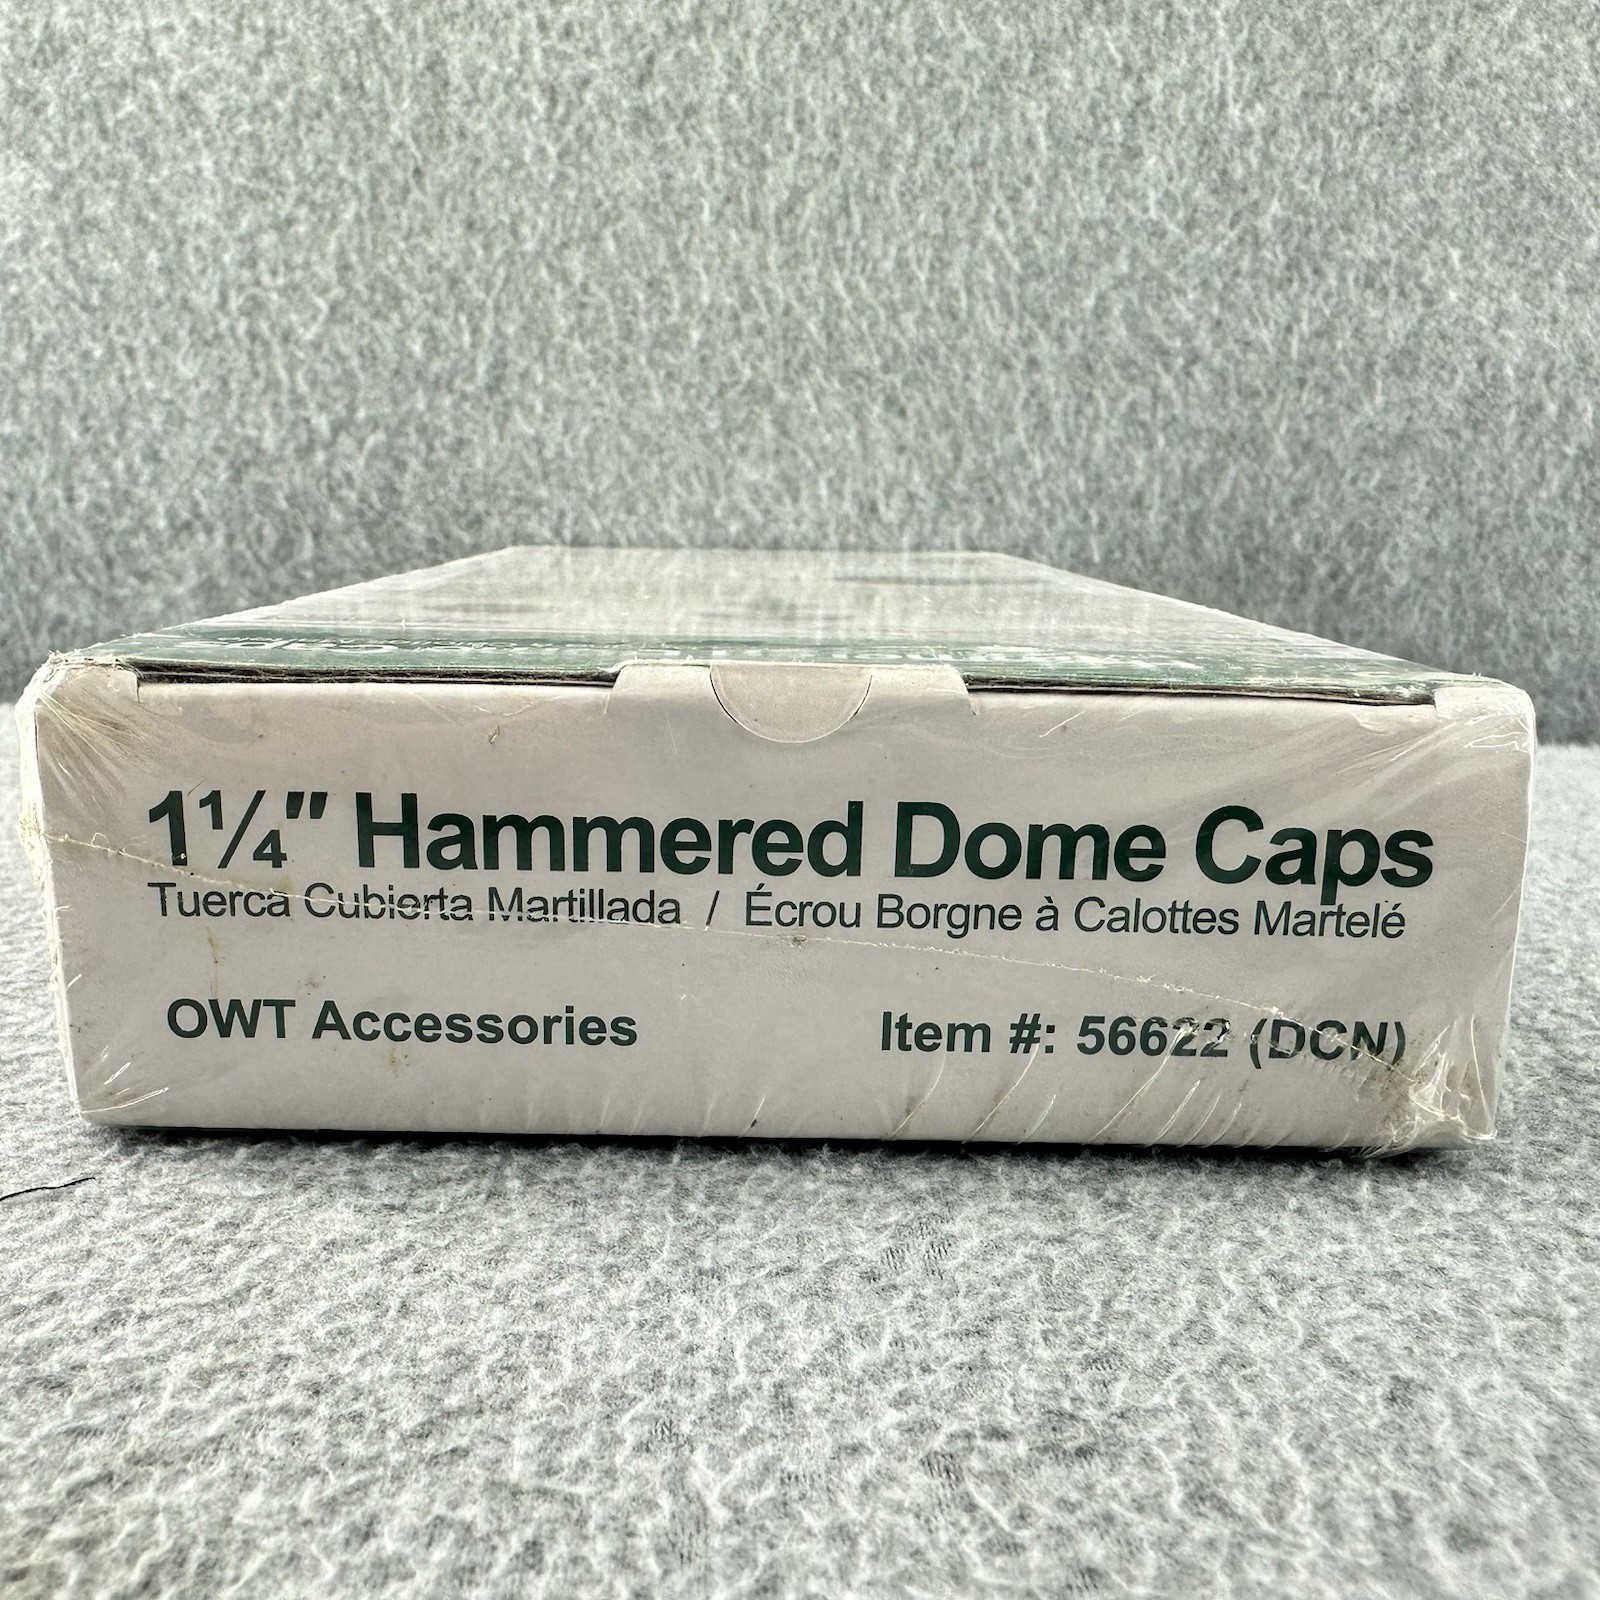 1¼" Hammered Dome Caps
Tuerca Cubierta Martillada / Écrou Borgne à Calottes Martelé
OWT Accessories
Item #: 56622 (DCN)